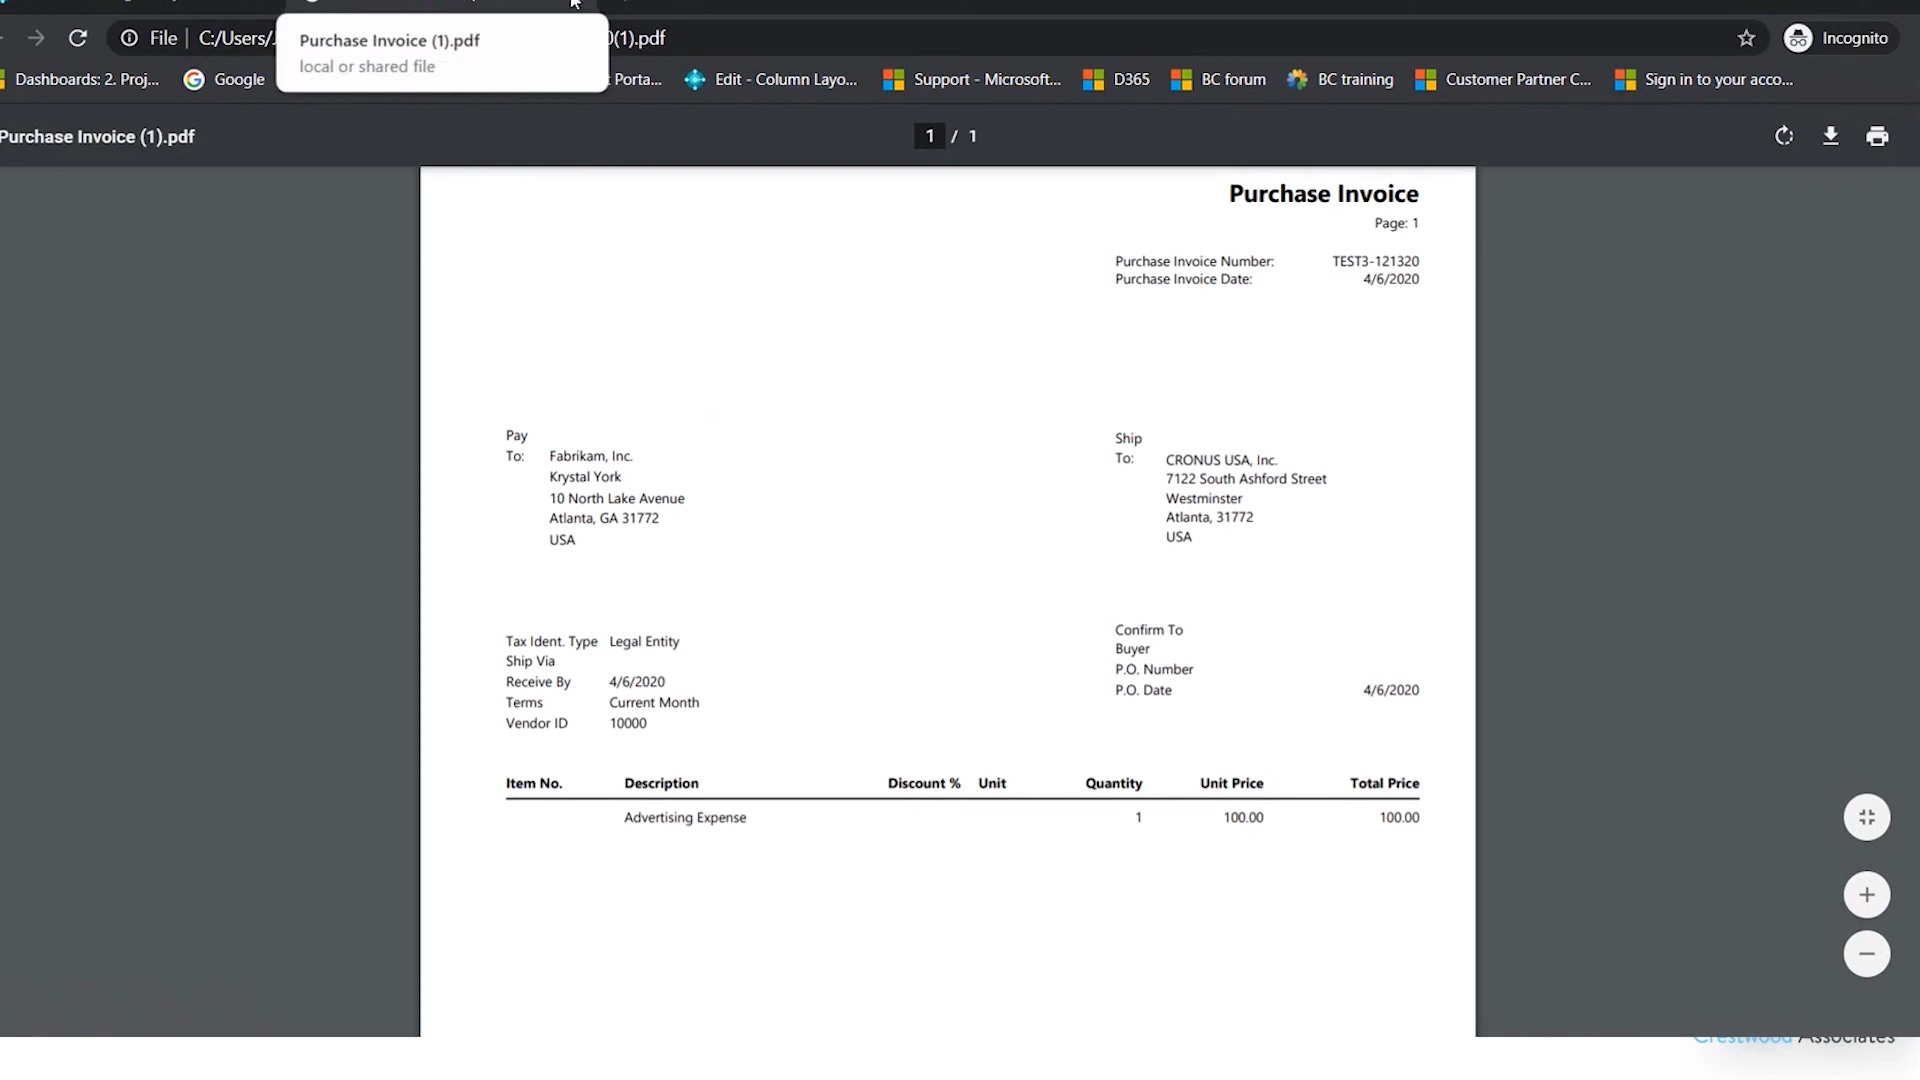 File
C:/Users/
0(1).pdf
Incognito
Purchase Invoice (1).pdf
local or shared file
Dashboards: 2. Proj...
Google
Porta...
Edit - Column Layo...
Support - Microsoft...
D365
BC forum
BC training
Customer Partner C...
Sign in to your acco...
Purchase Invoice (1).pdf
1 / 1
Purchase Invoice
Page: 1
Purchase Invoice Number: TEST3-121320
Purchase Invoice Date: 4/6/2020
Pay
To: Fabrikam, Inc.
Krystal York
10 North Lake Avenue
Atlanta, GA 31772
USA
Ship
To: CRONUS USA, Inc.
7122 South Ashford Street
Westminster
Atlanta, 31772
USA
Tax Ident. Type Legal Entity
Ship Via
Receive By 4/6/2020
Terms Current Month
Vendor ID 10000
Confirm To
Buyer
P.O. Number
P.O. Date 4/6/2020
Item No. Description Discount % Unit Quantity Unit Price Total Price
Advertising Expense 1 100.00 100.00
Crestwood Associates